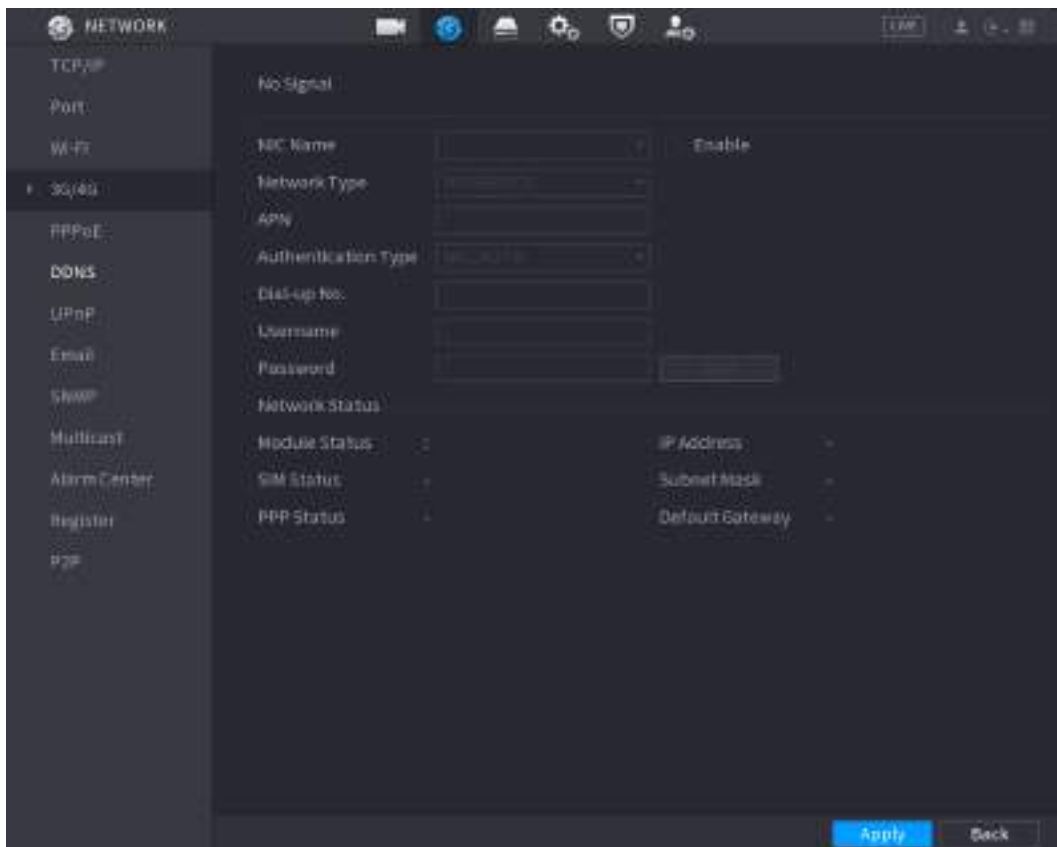 NETWORK
LIVE
TCP/IP
Port
Wi-Fi
3G/4G
PPPoE
DDNS
UPnP
Email
SNMP
Multicast
Alarm Center
Register
P2P
No Signal
NIC Name
Enable
Network Type
APN
Authentication Type
Dial-up No.
Username
Password
Network Status
Module Status :
IP Address -
SIM Status -
Subnet Mask -
PPP Status -
Default Gateway -
Apply
Back